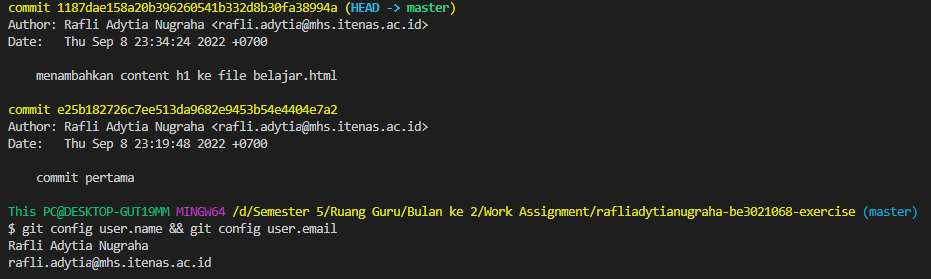 commit 1187dae158a20b396260541b332d8b30fa38994a (HEAD -> master)
Author: Rafli Adytia Nugraha <rafli.adytia@mhs.itenas.ac.id>
Date:   Thu Sep 8 23:34:24 2022 +0700
    menambahkan content h1 ke file belajar.html
commit e25b182726c7ee513da9682e9453b54e4404e7a2
Author: Rafli Adytia Nugraha <rafli.adytia@mhs.itenas.ac.id>
Date:   Thu Sep 8 23:19:48 2022 +0700
    commit pertama
This PC@DESKTOP-GUT19MM MINGW64 /d/Semester 5/Ruang Guru/Bulan ke 2/Work Assignment/rafliadytianugraha-be3021068-exercise (master)
$ git config user.name && git config user.email
Rafli Adytia Nugraha
rafli.adytia@mhs.itenas.ac.id